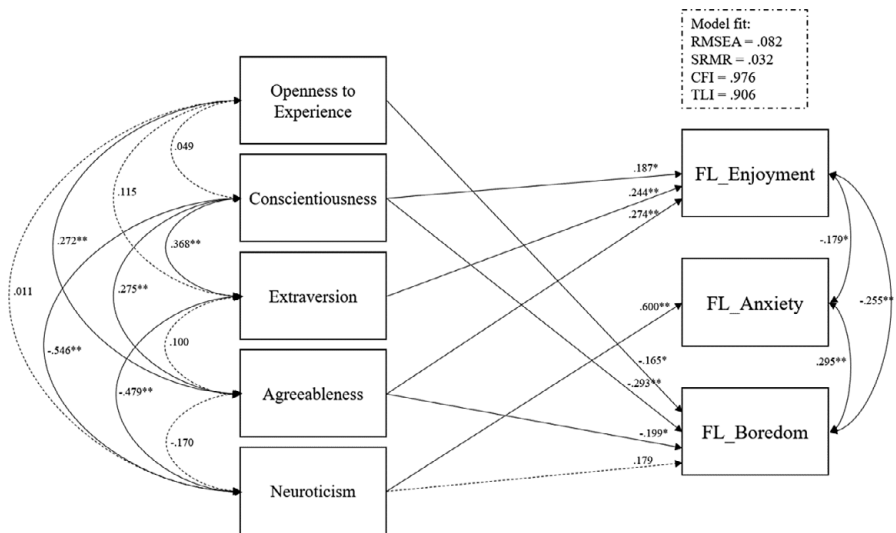 Model fit:
RMSEA = .082
SRMR = .032
CFI = .976
TLI = .906
Openness to
Experience
.049
.115
Conscientiousness
.187*
FL_Enjoyment
.244**
.274**
.272**
.368**
-.179*
.011
.275**
Extraversion
.600**
FL_Anxiety
-.255**
.100
-.546**
-.165*
.295**
-.293**
-.479**
Agreeableness
FL_Boredom
-.199*
-.170
.179
Neuroticism